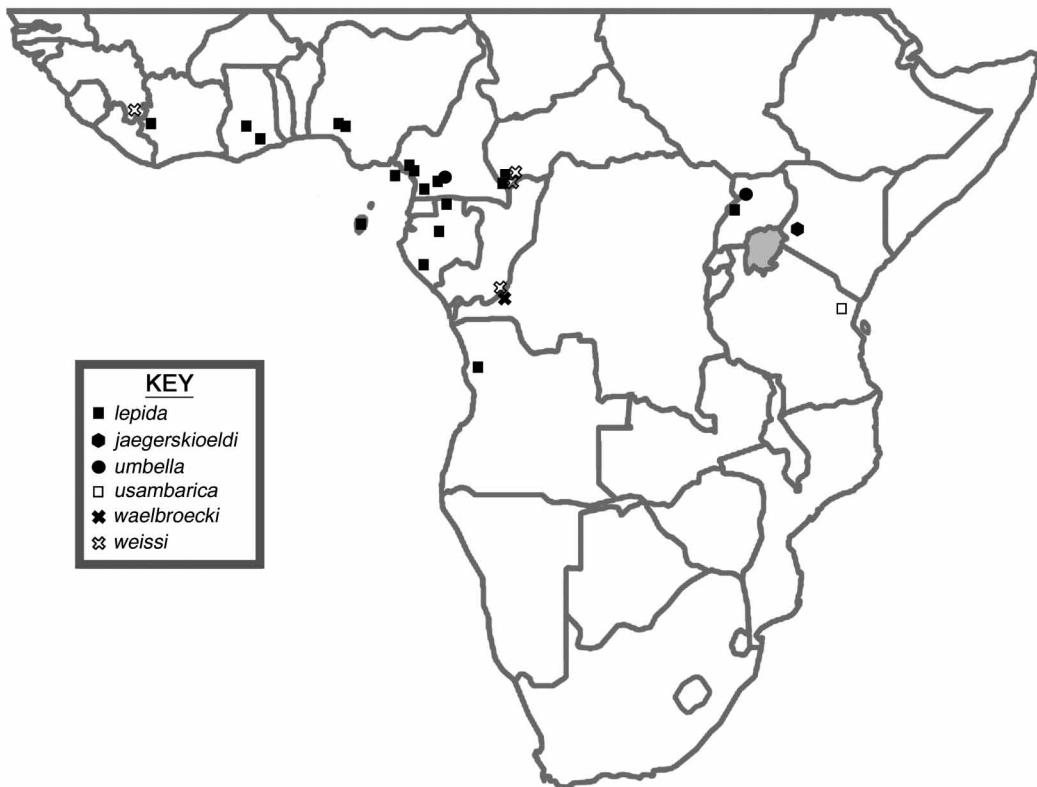 KEY
lepida
jaegerskioeldi
umbella
usambarica
waelbroecki
weissi